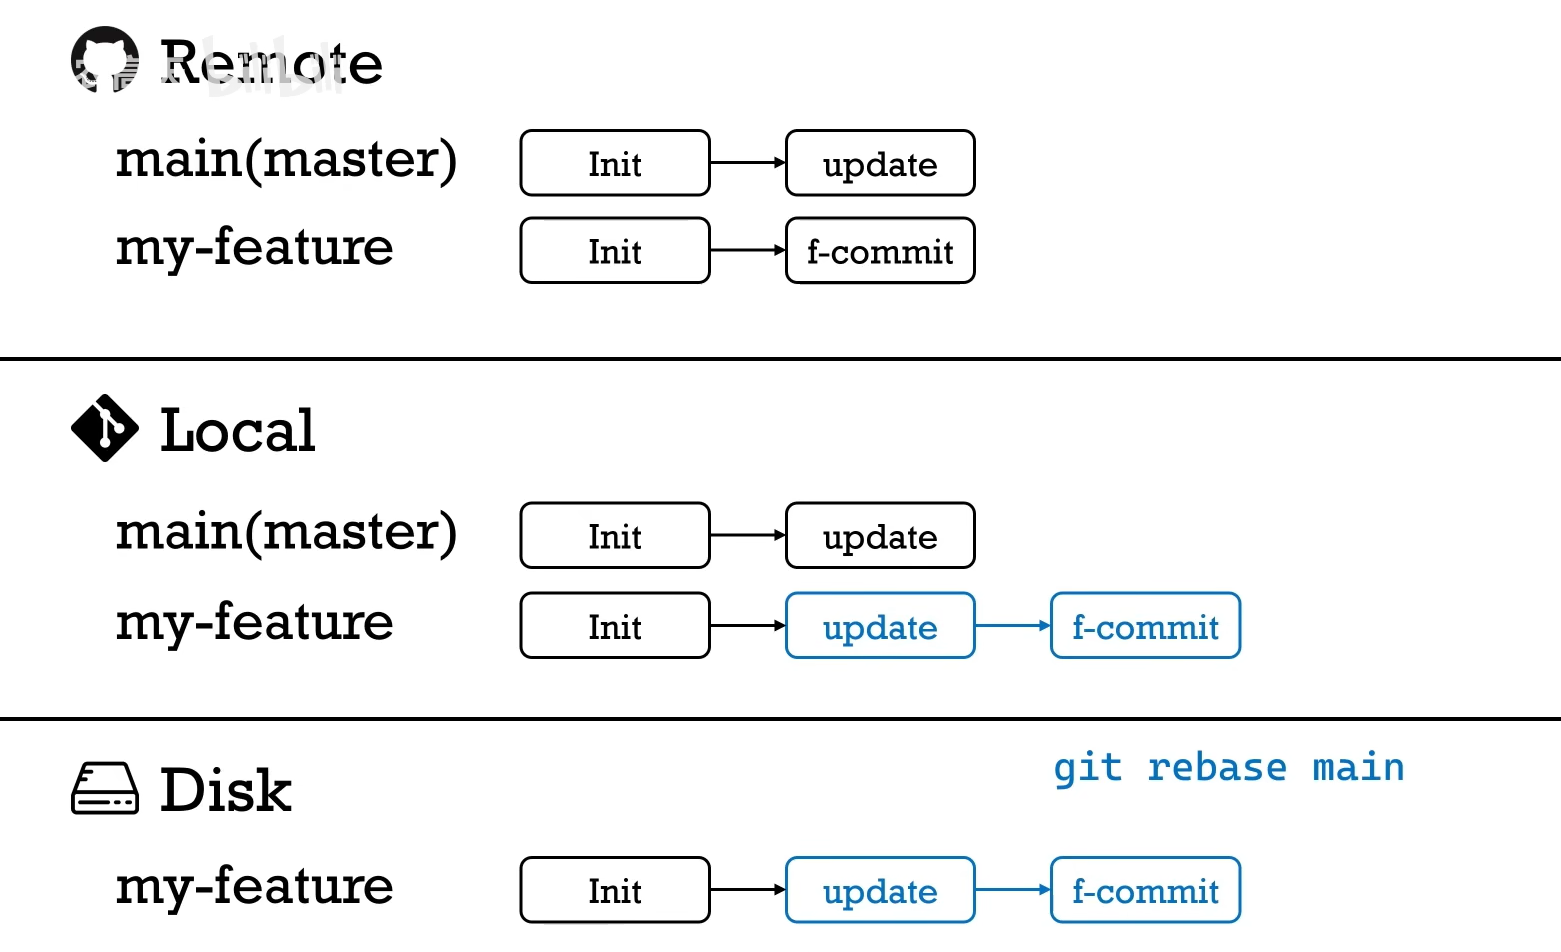 Remote
main(master) Init update
my-feature Init f-commit
Local
main(master) Init update
my-feature Init update f-commit
Disk
git rebase main
my-feature Init update f-commit